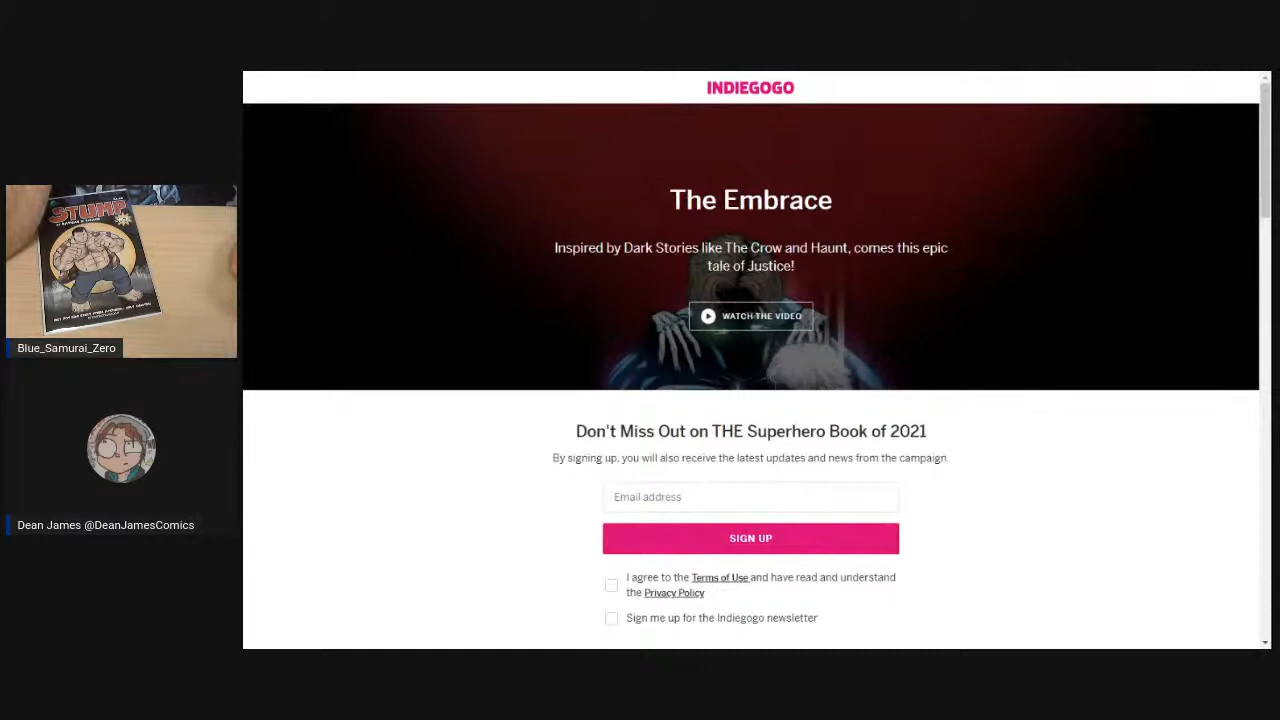 STUMP
Blue_Samurai_Zero
Dean James @DeanJamesComics
INDIEGOGO
The Embrace
Inspired by Dark Stories like The Crow and Haunt, comes this epic
tale of Justice!
WATCH THE VIDEO
Don't Miss Out on THE Superhero Book of 2021
By signing up, you will also receive the latest updates and news from the campaign.
Email address
SIGN UP
I agree to the Terms of Use and have read and understand
the Privacy Policy
Sign me up for the Indiegogo newsletter